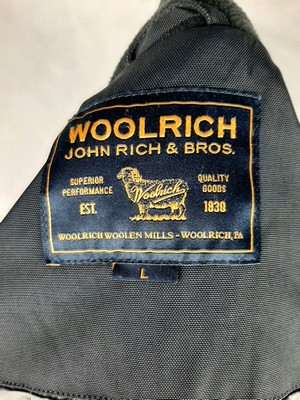 WOOLRICH
JOHN RICH & BROS.
SUPERIOR PERFORMANCE
Woolrich
QUALITY GOODS
EST. 1830
WOOLRICH WOOLEN MILLS - WOOLRICH, PA
L